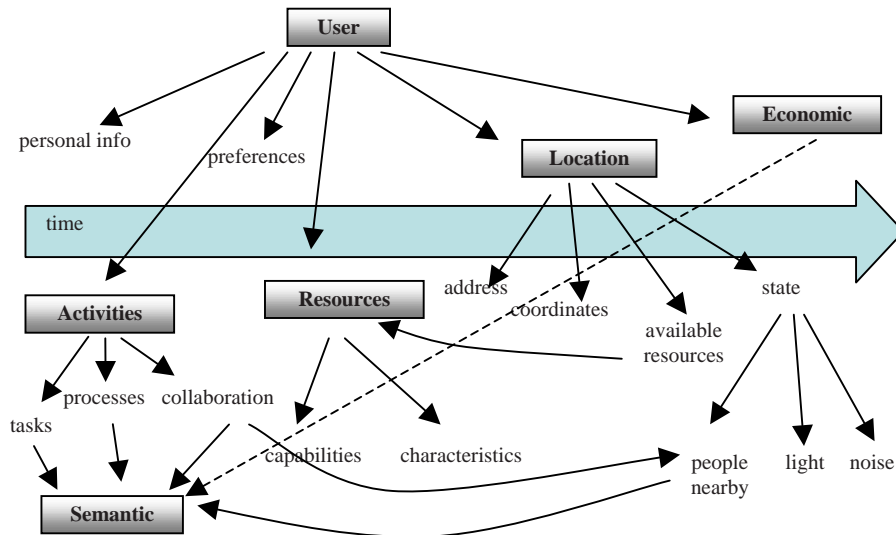 User
Economic
personal info
preferences
Location
time
address
coordinates
state
Activities
Resources
available
resources
tasks
processes
collaboration
capabilities
characteristics
people
nearby
light
noise
Semantic